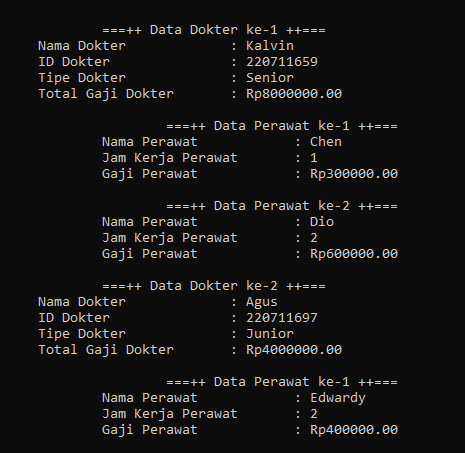 ===++ Data Dokter ke-1 ++===
Nama Dokter : Kalvin
ID Dokter : 220711659
Tipe Dokter : Senior
Total Gaji Dokter : Rp8000000.00
===++ Data Perawat ke-1 ++===
Nama Perawat : Chen
Jam Kerja Perawat : 1
Gaji Perawat : Rp300000.00
===++ Data Perawat ke-2 ++===
Nama Perawat : Dio
Jam Kerja Perawat : 2
Gaji Perawat : Rp600000.00
===++ Data Dokter ke-2 ++===
Nama Dokter : Agus
ID Dokter : 220711697
Tipe Dokter : Junior
Total Gaji Dokter : Rp4000000.00
===++ Data Perawat ke-1 ++===
Nama Perawat : Edwardy
Jam Kerja Perawat : 2
Gaji Perawat : Rp400000.00